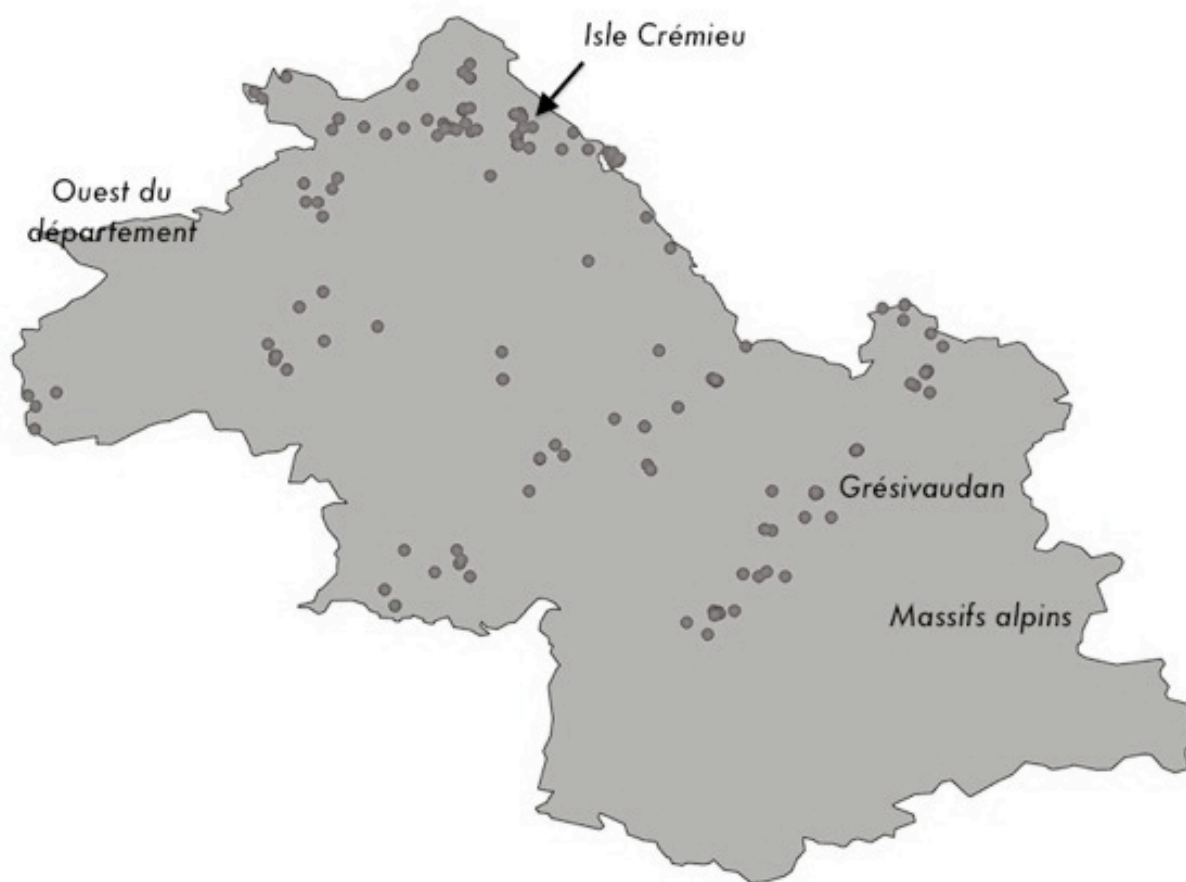 Isle Crémieu
Ouest du
département
Grésivaudan
Massifs alpins